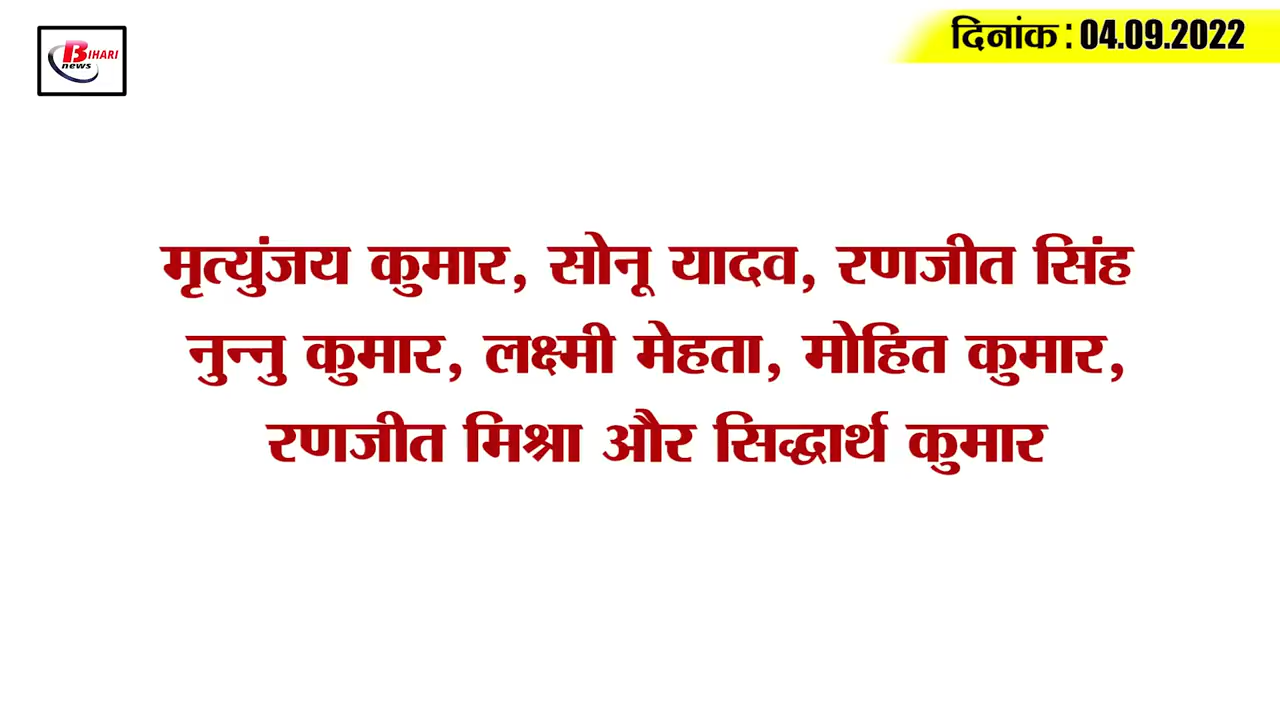 BIHARI
news
दिनांक : 04.09.2022
मृत्युंजय कुमार, सोनू यादव, रणजीत सिंह
नुन्नु कुमार, लक्ष्मी मेहता, मोहित कुमार,
रणजीत मिश्रा और सिद्धार्थ कुमार